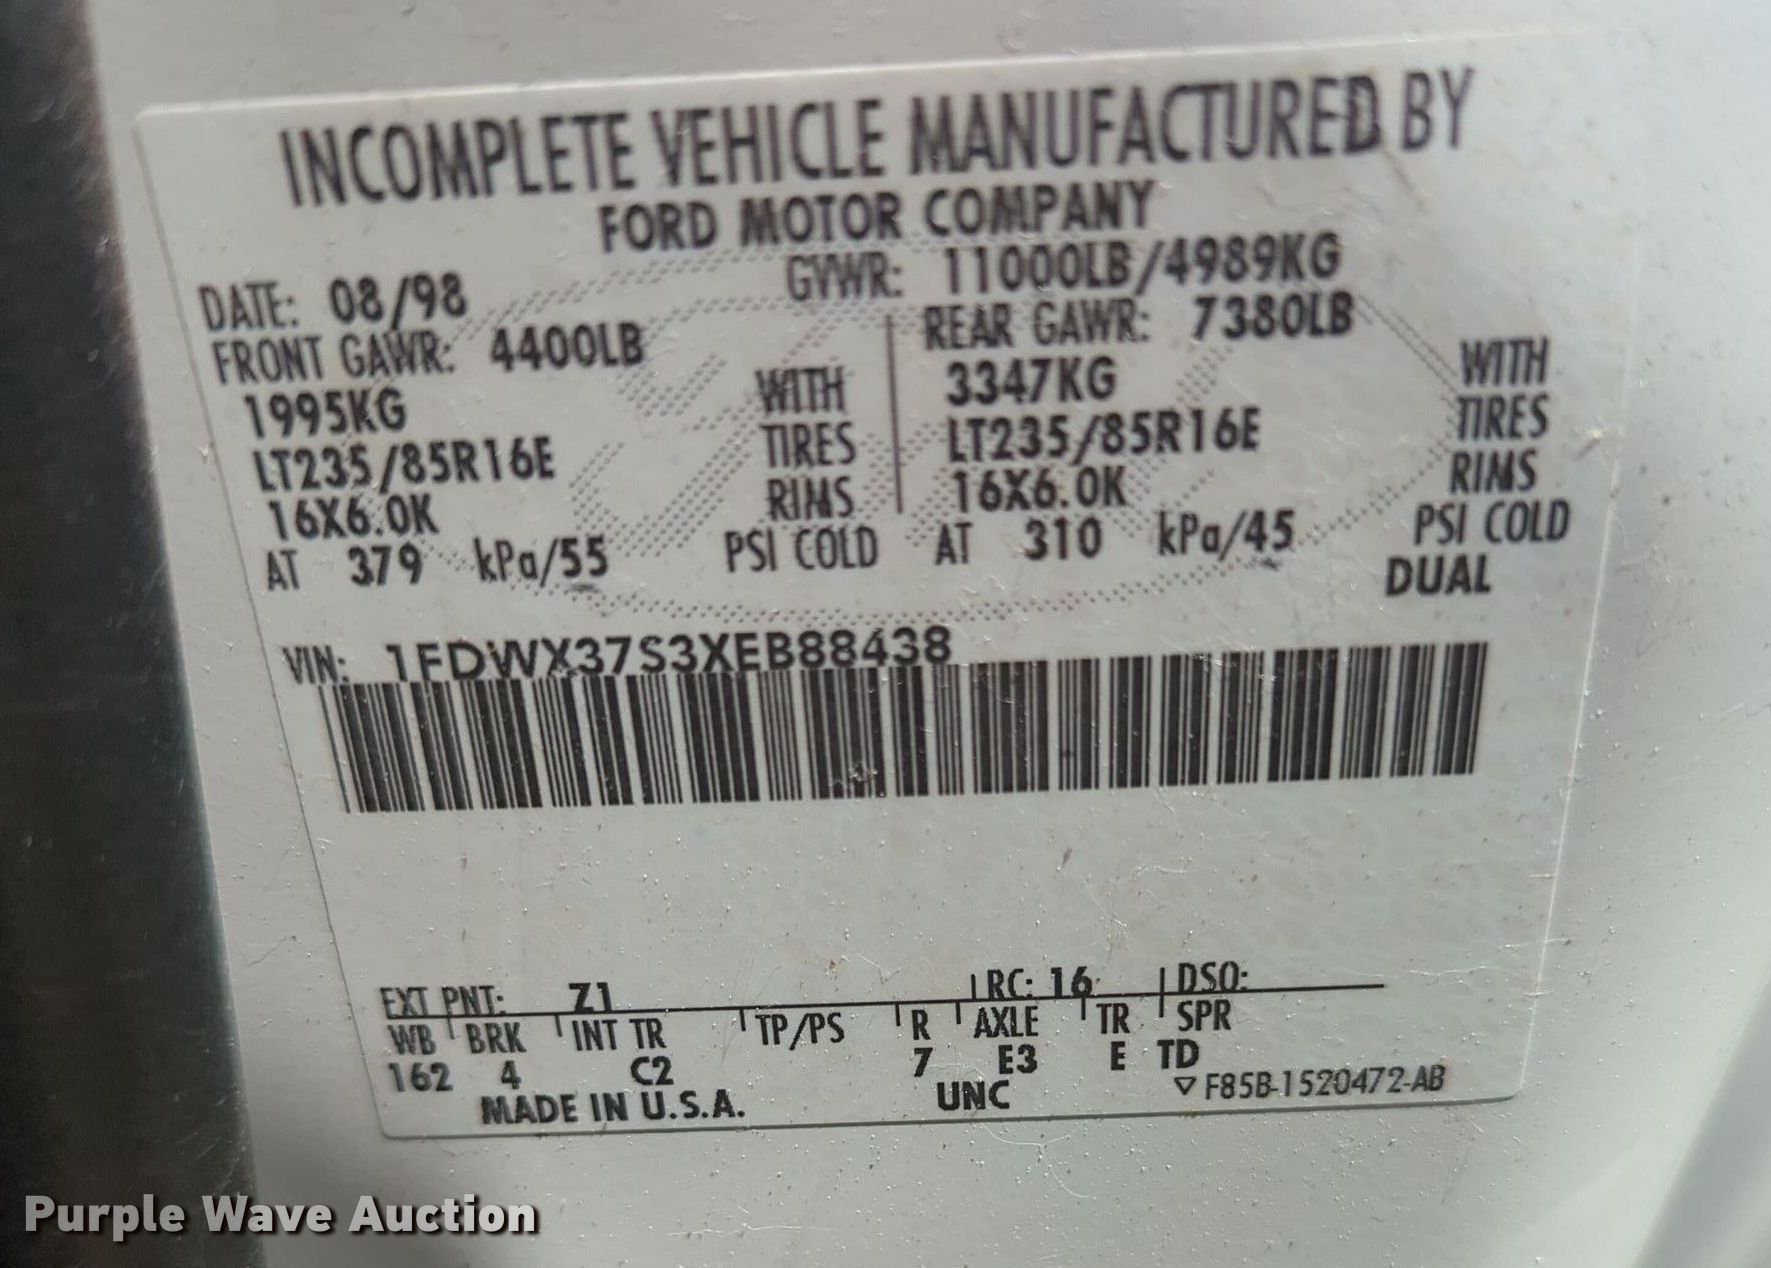 INCOMPLETE VEHICLE MANUFACTURED BY
FORD MOTOR COMPANY
DATE: 08/98 GVWR: 11000LB/4989KG
FRONT GAWR: 4400LB REAR GAWR: 7380LB
1995KG WITH 3347KG WITH
LT235/85R16E TIRES LT235/85R16E TIRES
16X6.0K RIMS 16X6.0K RIMS
AT 379 kPa/55 PSI COLD AT 310 kPa/45 PSI COLD
DUAL
VIN: 1FDWX37S3XEB88438
EXT PNT: Z1 RC: 16 DSO:
WB BRK INT TR TP/PS R AXLE TR SPR
162 4 C2 7 E3 E TD
MADE IN U.S.A. UNC ▽ F85B-1520472-AB
Purple Wave Auction